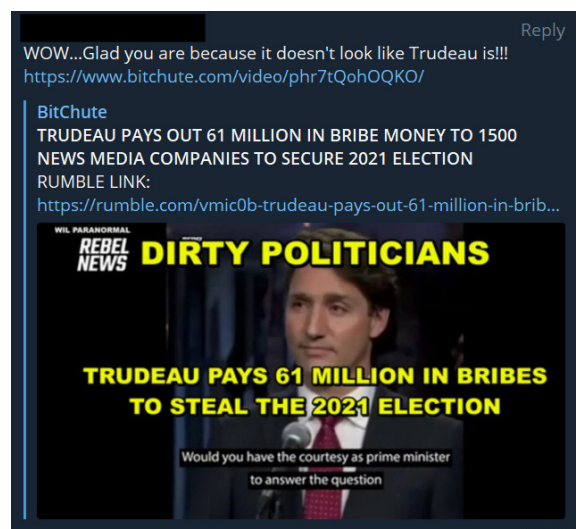 Reply
WOW...Glad you are because it doesn't look like Trudeau is!!!
https://www.bitchute.com/video/phr7tQohOQKO/
BitChute
TRUDEAU PAYS OUT 61 MILLION IN BRIBE MONEY TO 1500
NEWS MEDIA COMPANIES TO SECURE 2021 ELECTION
RUMBLE LINK:
https://rumble.com/vmic0b-trudeau-pays-out-61-million-in-brib...
WIL PARANORMAL
REBEL
NEWS
DIRTY POLITICIANS
TRUDEAU PAYS 61 MILLION IN BRIBES
TO STEAL THE 2021 ELECTION
Would you have the courtesy as prime minister
to answer the question